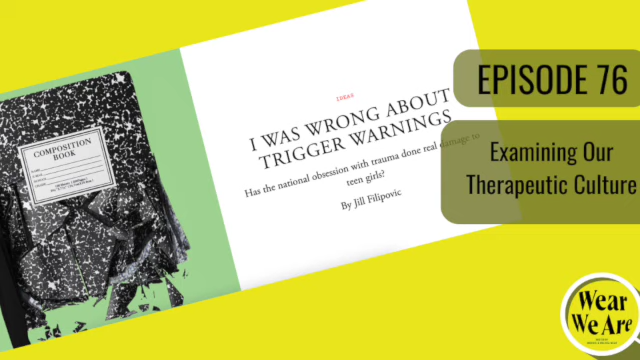 COMPOSITION
BOOK
IDEAS
I WAS WRONG ABOUT
TRIGGER WARNINGS
Has the national obsession with trauma done real damage to
teen girls?
By Jill Filipovic
EPISODE 76
Examining Our
Therapeutic Culture
Wear
We Are